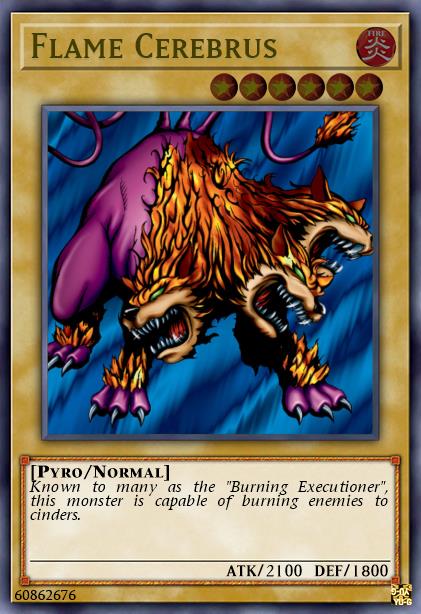 FLAME CEREBRUS
FIRE
炎
[PYRO/NORMAL]
Known to many as the "Burning Executioner",
this monster is capable of burning enemies to
cinders.
ATK/2100 DEF/1800
60862676